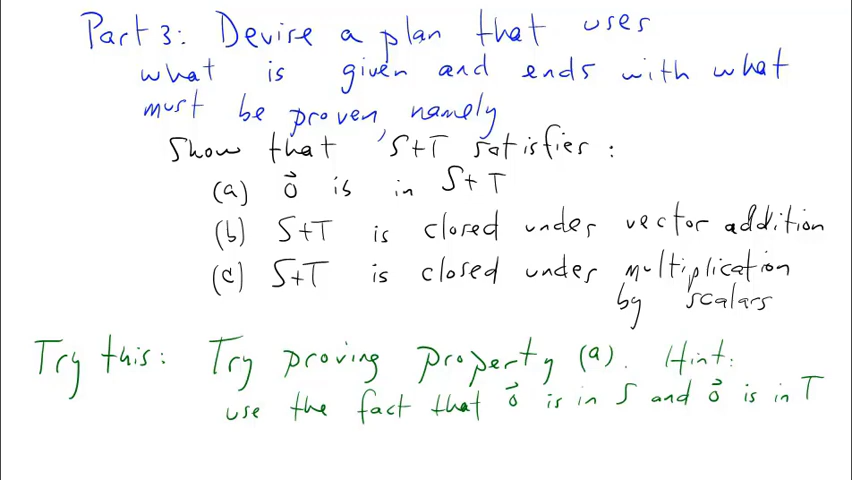 Part 3: Devise a plan that uses
what is given and ends with what
must be proven, namely
Show that S+T satisfies:
(a) 0⃗ is in S+T
(b) S+T is closed under vector addition
(c) S+T is closed under multiplication
by scalars
Try this: Try proving property (a). Hint:
use the fact that 0⃗ is in S and 0⃗ is in T